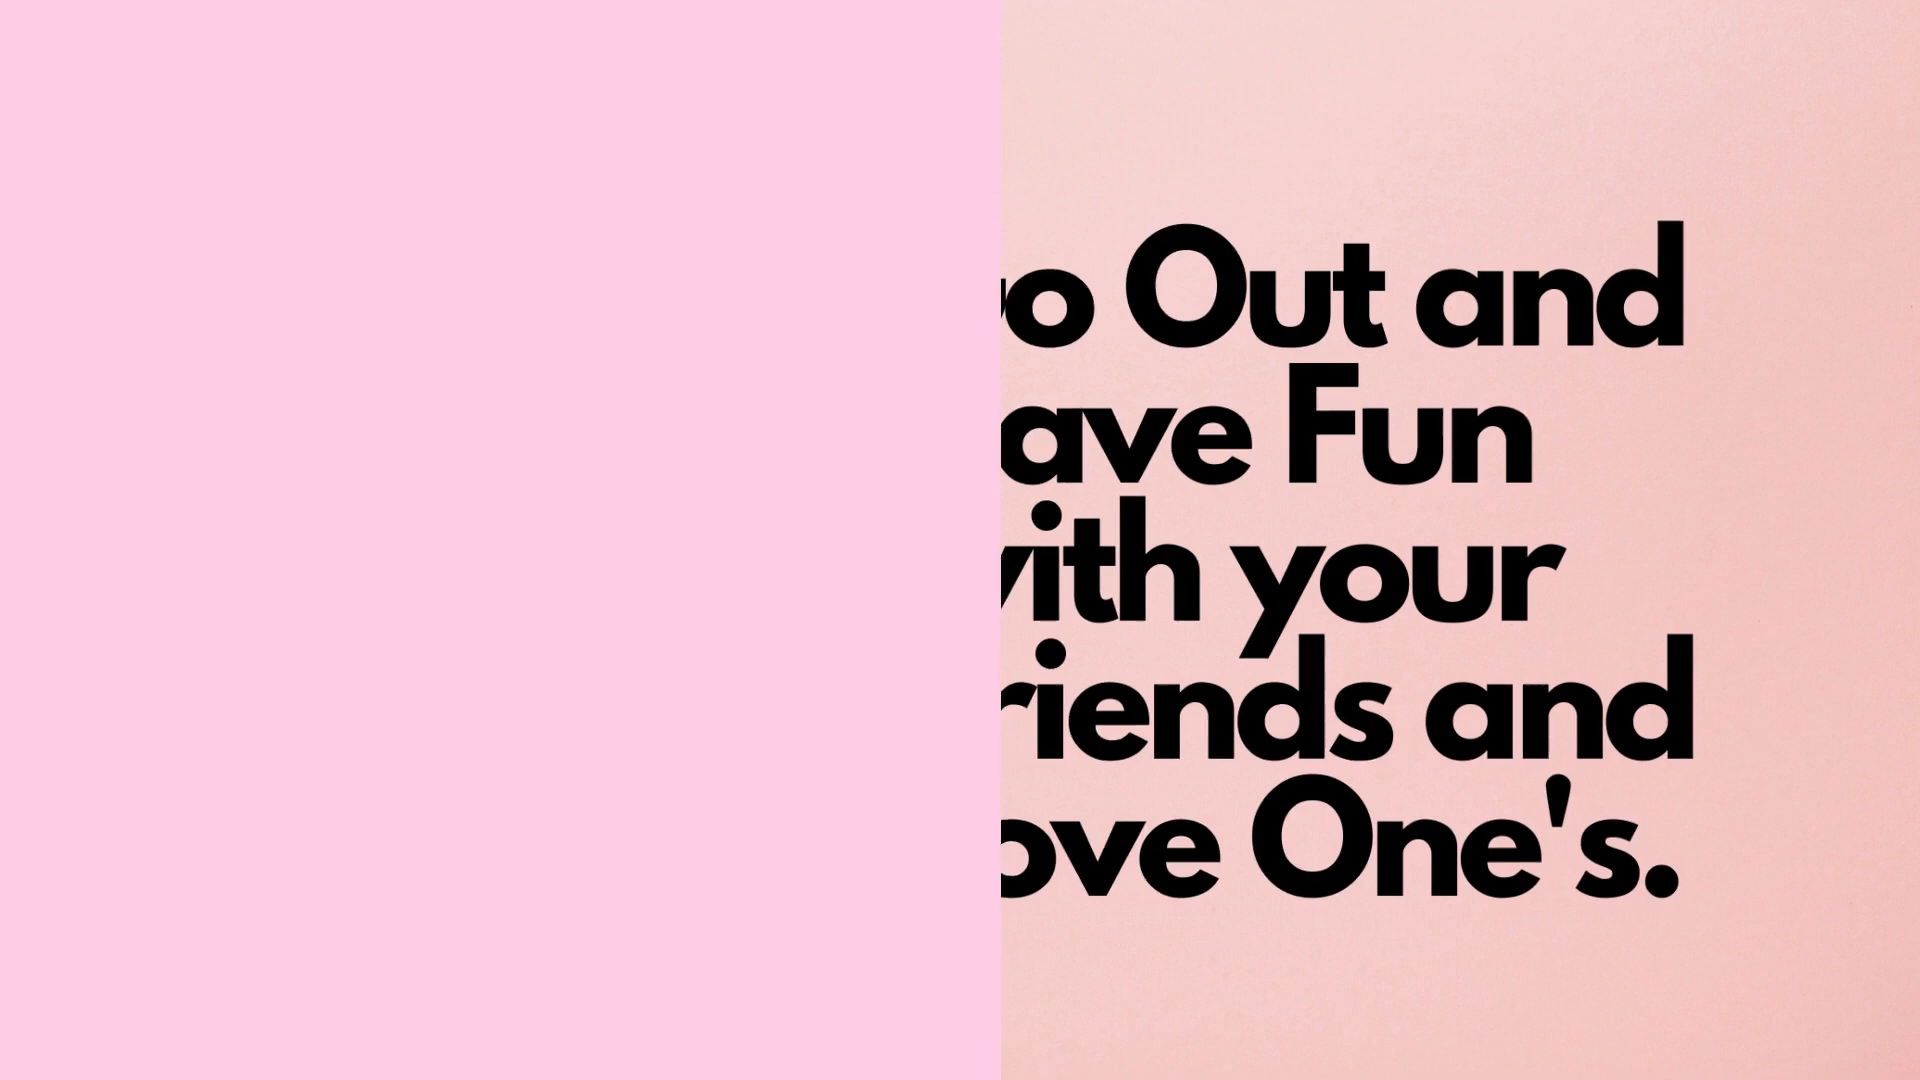 o Out and
ave Fun
ith your
riends and
ove One's.